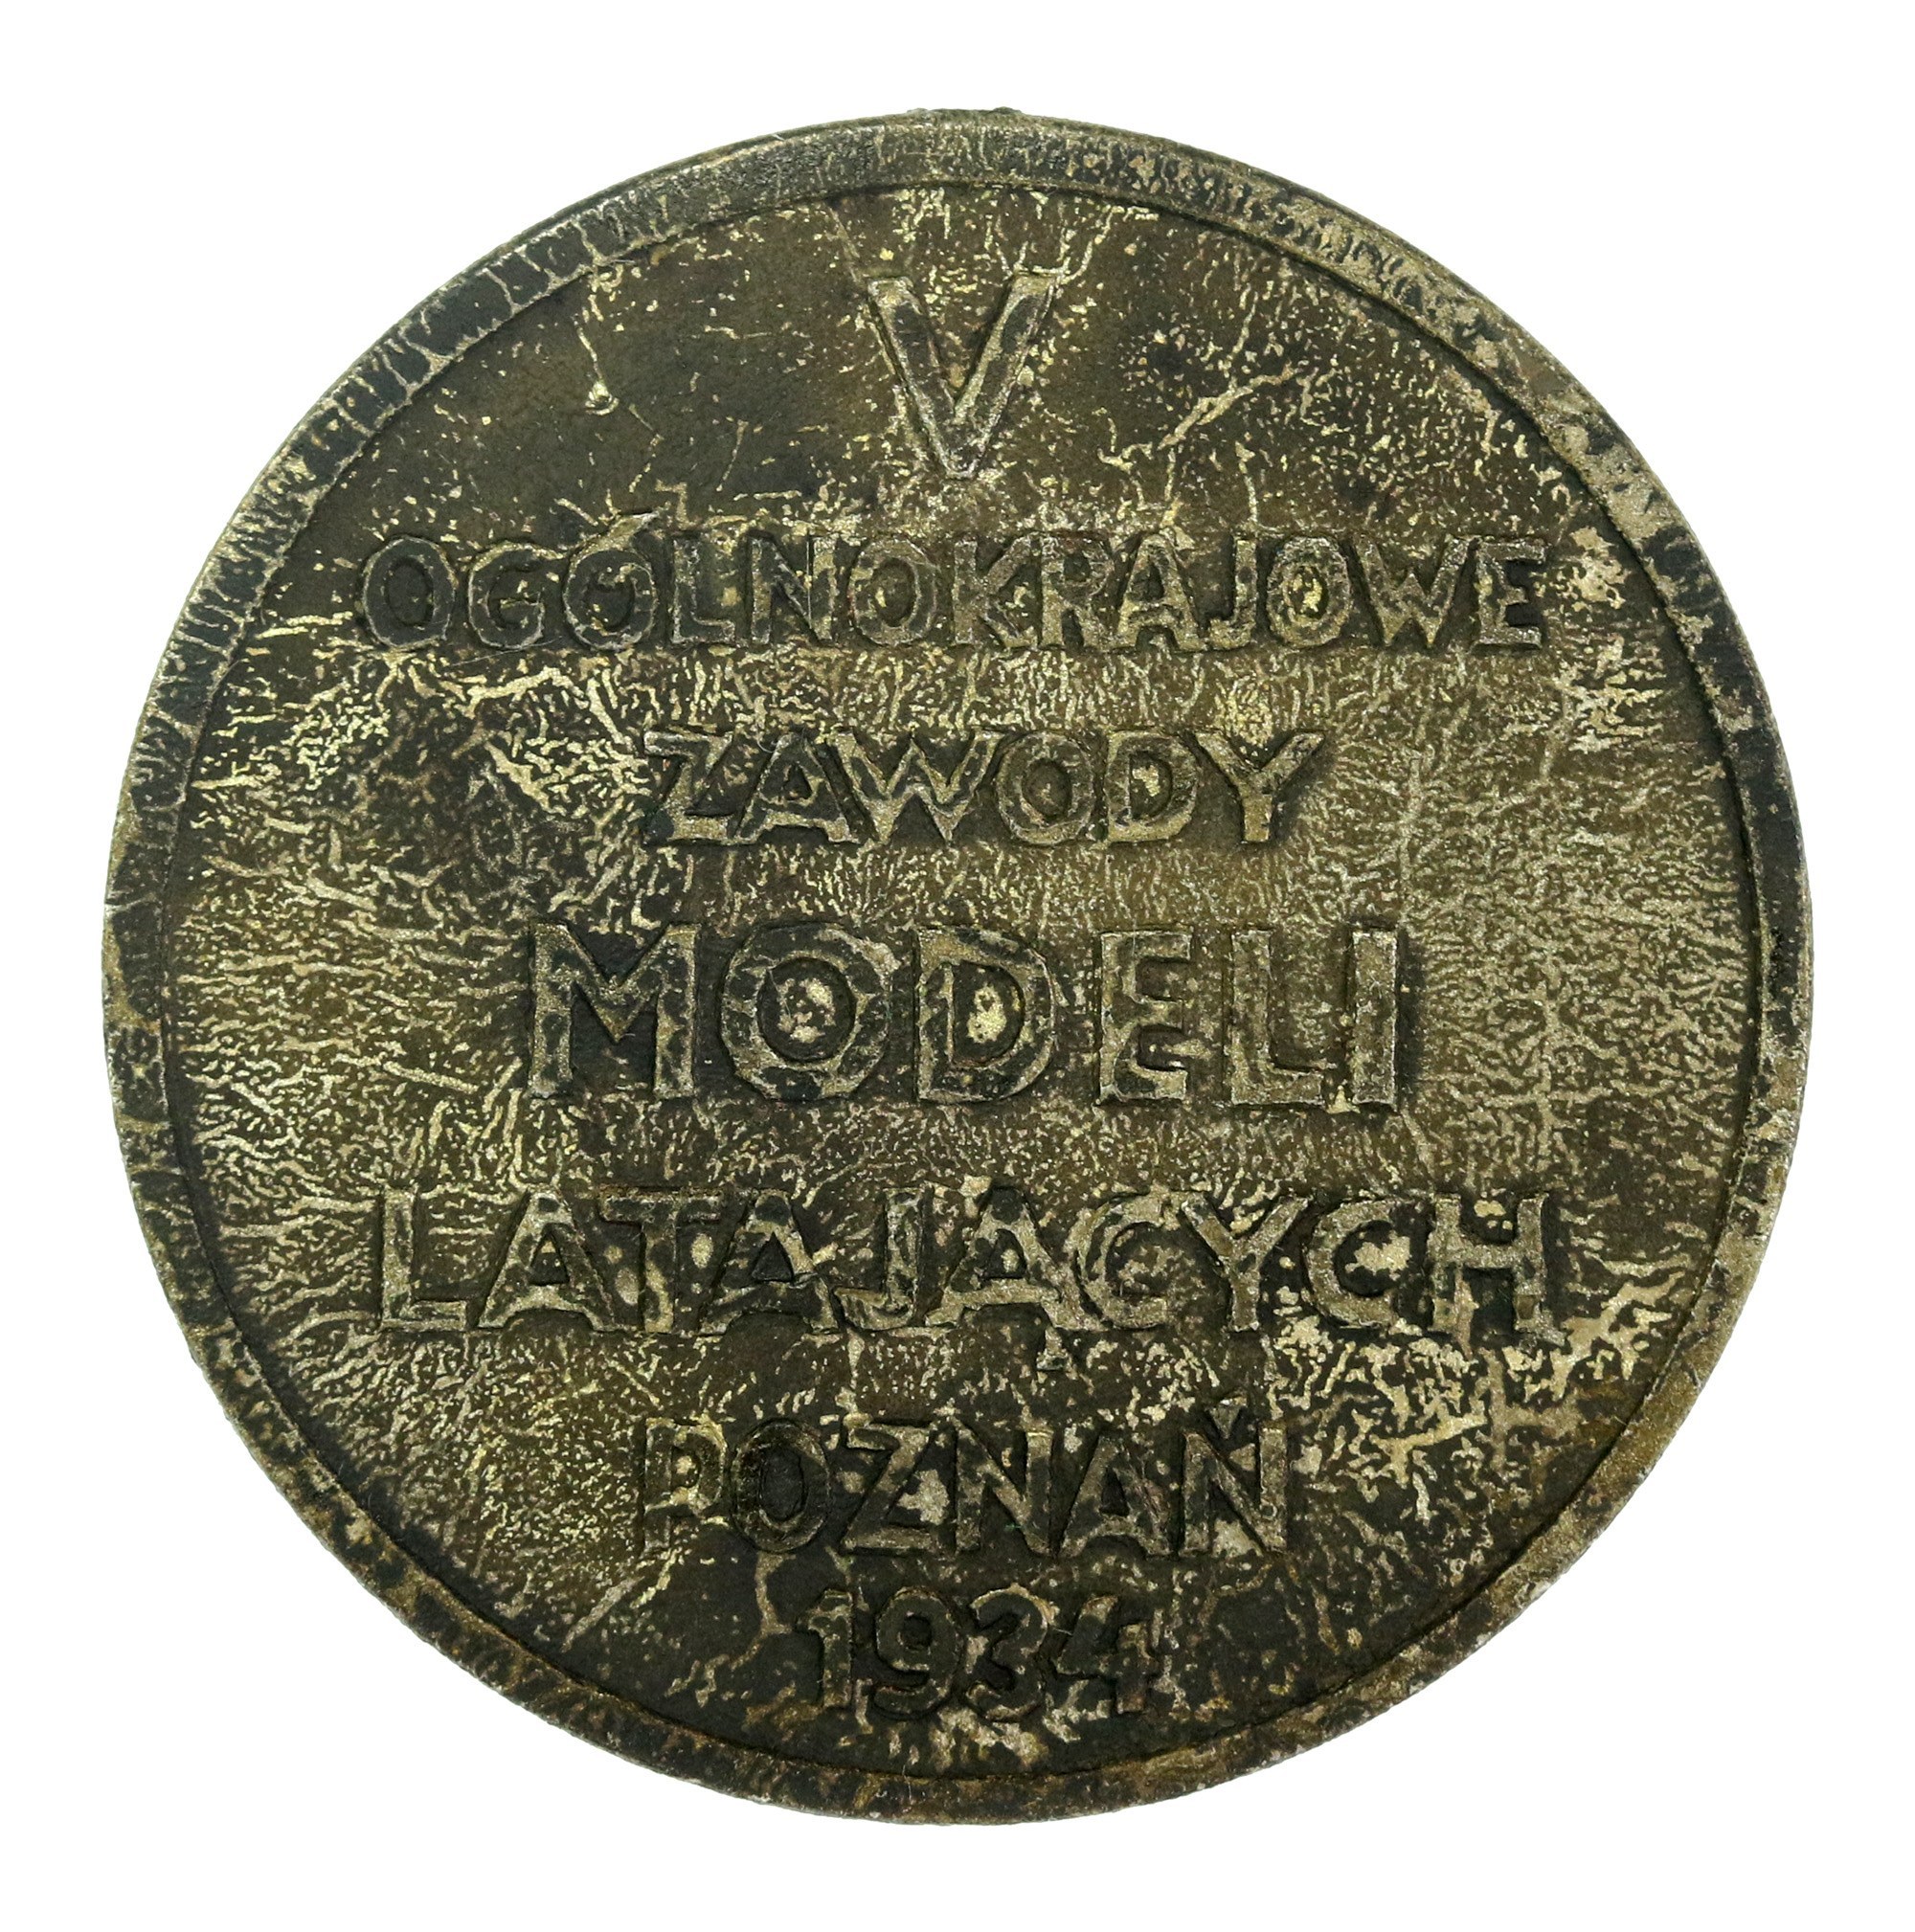 V
OGÓLNOKRAJOWE
ZAWODY
MODELI
LATAJĄCYCH
POZNAŃ
1934